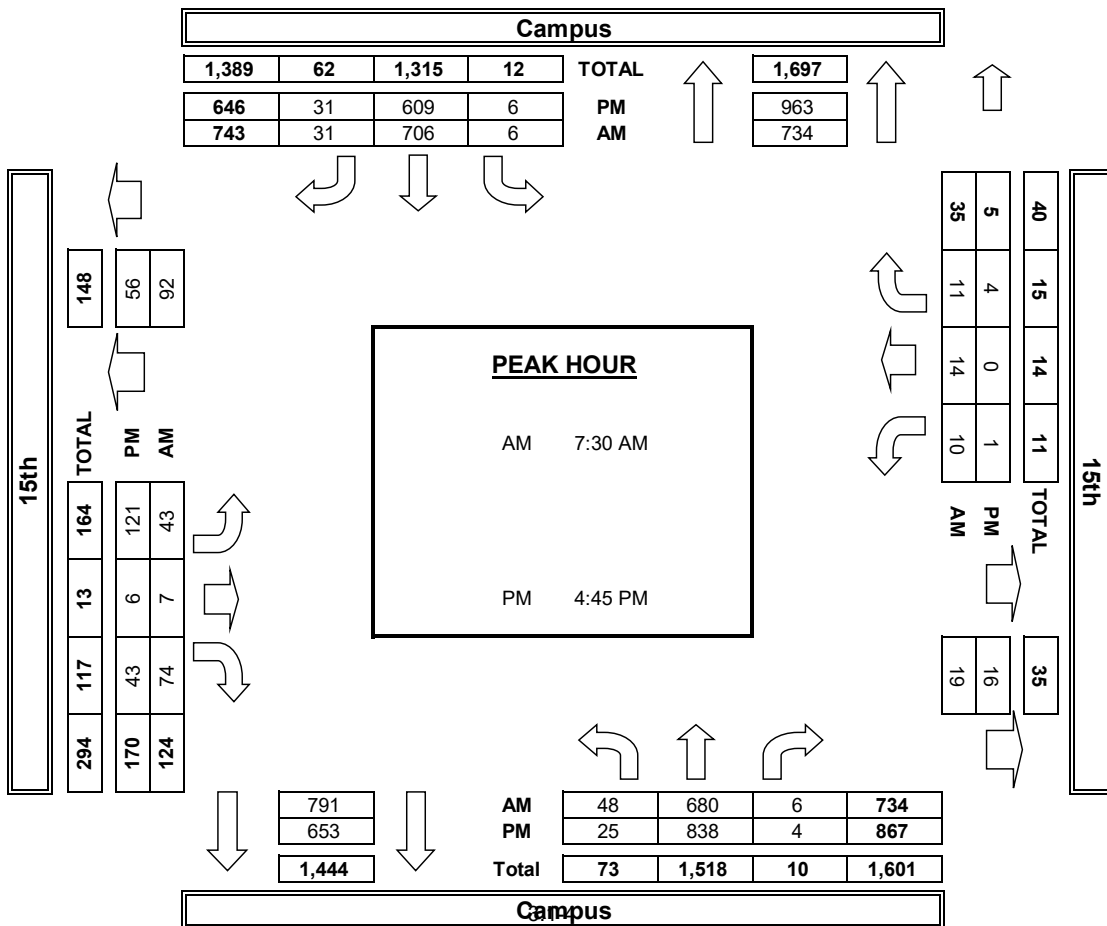 Campus
1,389 62 1,315 12 TOTAL 1,697
646 31 609 6 PM 963
743 31 706 6 AM 734
15th
148
56
92
TOTAL
PM
AM
164 13 117 294
121 6 43 170
43 7 74 124
PEAK HOUR
AM 7:30 AM
PM 4:45 PM
40 15 14 11 TOTAL
5 4 0 1 PM
35 11 14 10 AM
35
16
19
15th
791 AM 48 680 6 734
653 PM 25 838 4 867
1,444 Total 73 1,518 10 1,601
Campus